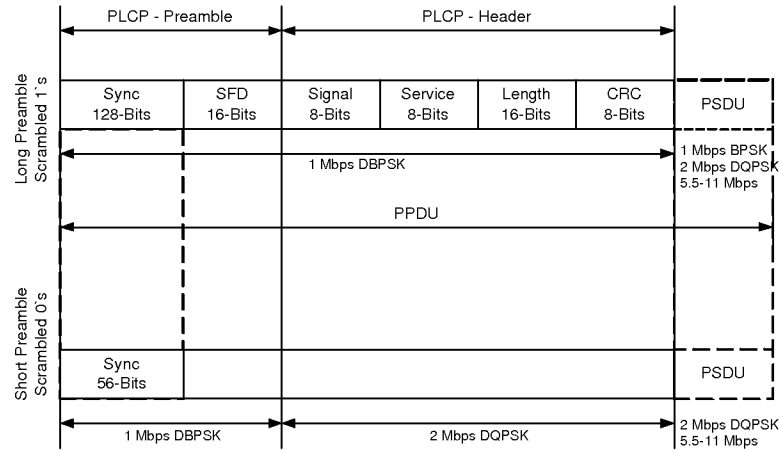 PLCP - Preamble
PLCP - Header
Long Preamble
Scrambled 1`s
Sync
128-Bits
SFD
16-Bits
Signal
8-Bits
Service
8-Bits
Length
16-Bits
CRC
8-Bits
PSDU
1 Mbps DBPSK
1 Mbps BPSK
2 Mbps DQPSK
5.5-11 Mbps
PPDU
Short Preamble
Scrambled 0`s
Sync
56-Bits
PSDU
1 Mbps DBPSK
2 Mbps DQPSK
2 Mbps DQPSK
5.5-11 Mbps